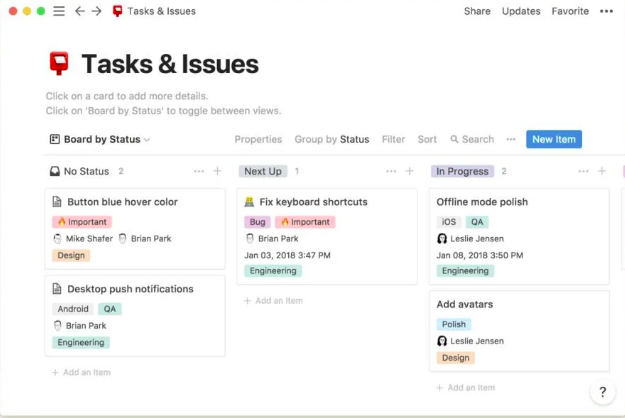 Tasks & Issues
Share Updates Favorite •••
Tasks & Issues
Click on a card to add more details.
Click on 'Board by Status' to toggle between views.
Board by Status
Properties Group by Status Filter Sort Search ••• New Item
No Status 2
Button blue hover color
Important
Mike Shafer Brian Park
Design
Desktop push notifications
Android QA
Brian Park
Engineering
+ Add an Item
Next Up 1
Fix keyboard shortcuts
Bug Important
Brian Park
Jan 03, 2018 3:47 PM
Engineering
+ Add an Item
In Progress 2
Offline mode polish
iOS QA
Leslie Jensen
Jan 08, 2018 3:50 PM
Engineering
Add avatars
Polish
Leslie Jensen
Design
+ Add an Item
?